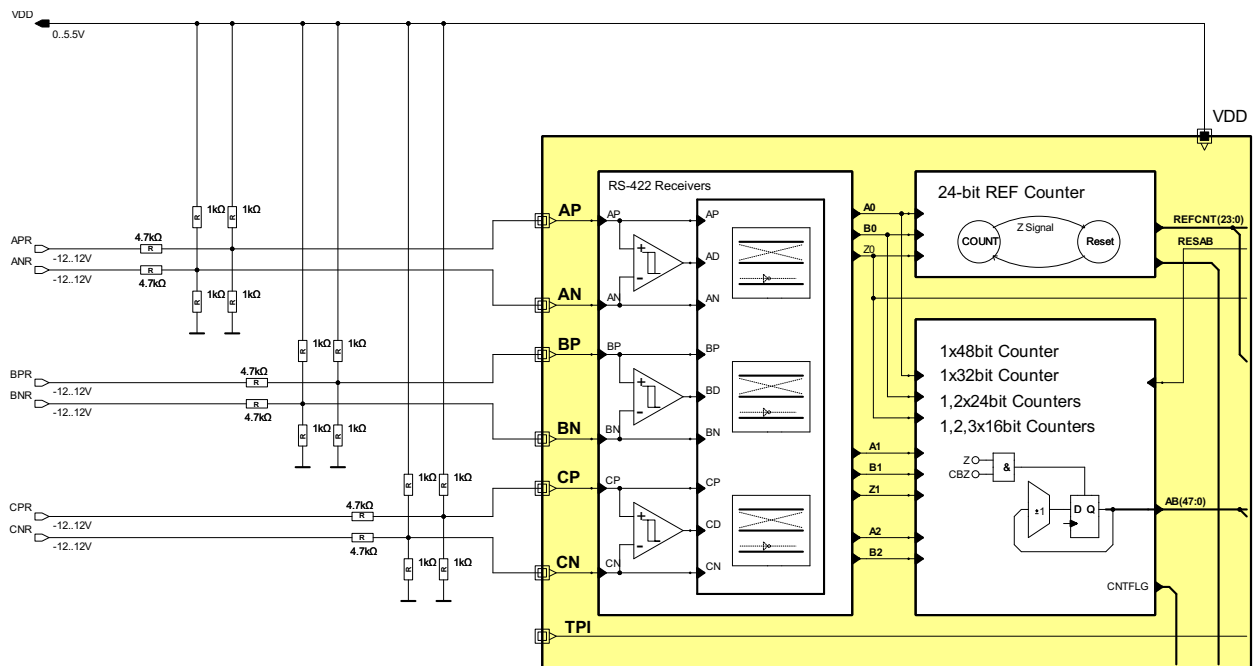 VDD
0..5.5V
VDD
RS-422 Receivers
24-bit REF Counter
COUNT
Z Signal
Reset
REFCNT(23:0)
RESAB
A0
B0
Z0
1kΩ
R
R
1kΩ
AP
AP
AP
APR
4.7kΩ
R
-12..12V
AD
ANR
R
-12..12V
4.7kΩ
1kΩ
R
R
1kΩ
AN
AN
AN
1kΩ
R
R
1kΩ
BP
BP
BP
BPR
4.7kΩ
R
-12..12V
BD
BNR
R
-12..12V
4.7kΩ
1kΩ
R
R
1kΩ
BN
BN
BN
1x48bit Counter
1x32bit Counter
1,2x24bit Counters
1,2,3x16bit Counters
A1
B1
Z1
Z
CBZ
&
±1
D Q
AB(47:0)
A2
B2
CNTFLG
1kΩ
R
R
1kΩ
CP
CP
CP
CPR
4.7kΩ
R
-12..12V
CD
CNR
R
-12..12V
4.7kΩ
1kΩ
R
R
1kΩ
CN
CN
CN
TPI